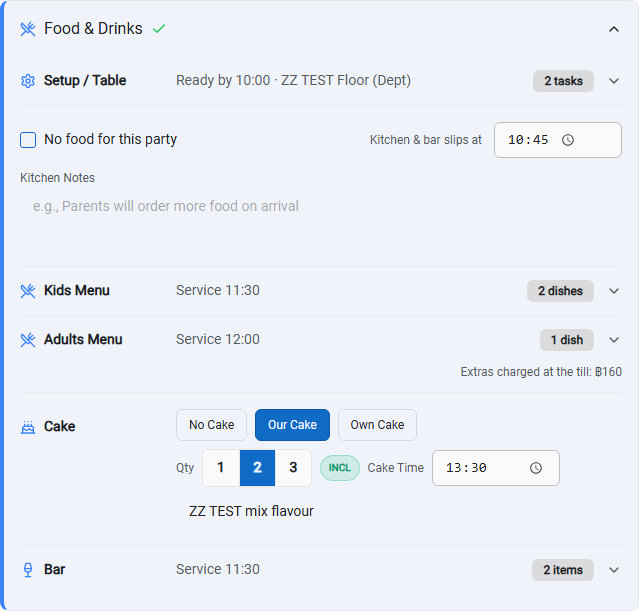 Food & Drinks
Setup / Table Ready by 10:00 · ZZ TEST Floor (Dept) 2 tasks
No food for this party Kitchen & bar slips at 10:45
Kitchen Notes
e.g., Parents will order more food on arrival
Kids Menu Service 11:30 2 dishes
Adults Menu Service 12:00 1 dish
Extras charged at the till: ฿160
Cake No Cake Our Cake Own Cake
Qty 1 2 3 INCL Cake Time 13:30
ZZ TEST mix flavour
Bar Service 11:30 2 items